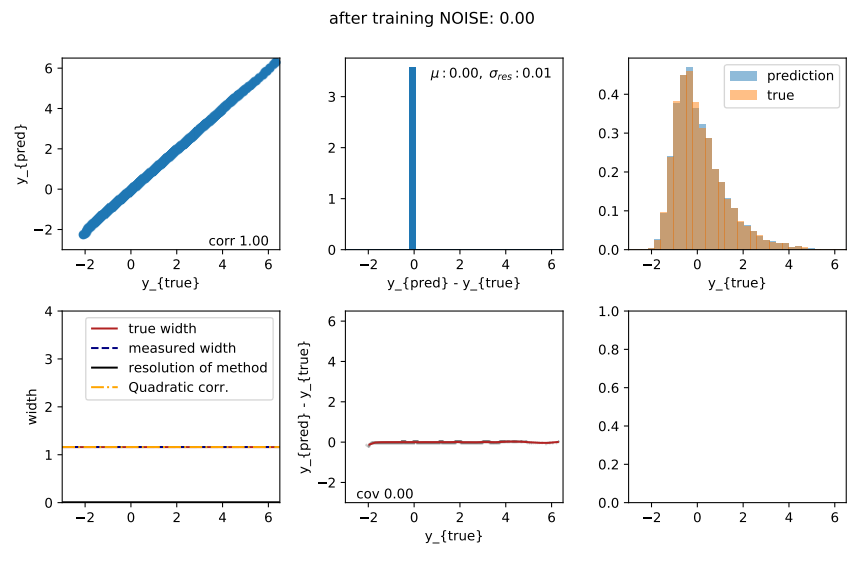 after training NOISE: 0.00
6
4
2
0
−2
y_{pred}
corr 1.00
−2 0 2 4 6
y_{true}
3
2
1
0
μ:0.00, σres:0.01
−2 0 2 4 6
y_{pred} - y_{true}
0.4
0.3
0.2
0.1
0.0
prediction
true
−2 0 2 4 6
y_{true}
4
3
2
1
0
width
true width
measured width
resolution of method
Quadratic corr.
−2 0 2 4 6
6
4
2
0
−2
y_{pred} - y_{true}
cov 0.00
−2 0 2 4 6
y_{true}
1.0
0.8
0.6
0.4
0.2
0.0
−2 0 2 4 6